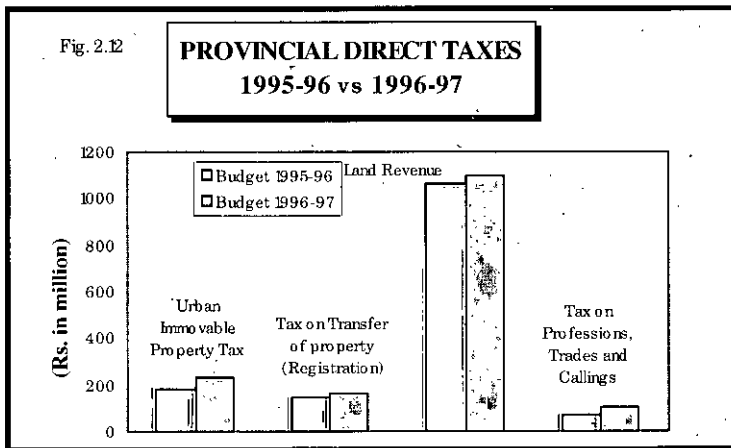 Fig. 2.12
PROVINCIAL DIRECT TAXES
1995-96 vs 1996-97
(Rs. in million)
1200
1000
800
600
400
200
0
Budget 1995-96
Budget 1996-97
Land Revenue
Urban
Immovable
Property Tax
Tax on Transfer
of property
(Registration)
Tax on
Professions,
Trades and
Callings